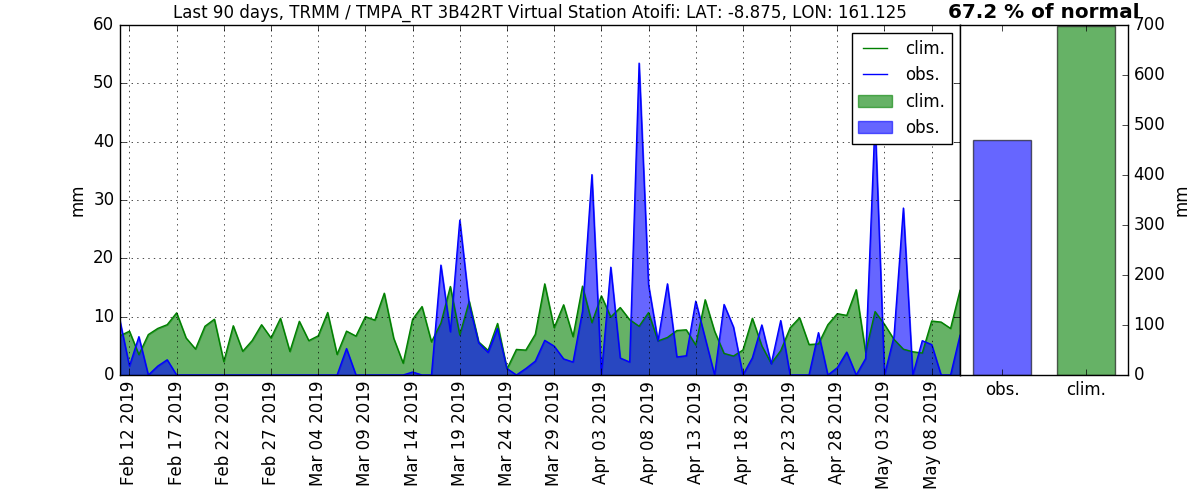 Last 90 days, TRMM / TMPA_RT 3B42RT Virtual Station Atoifi: LAT: -8.875, LON: 161.125
67.2 % of normal
60
50
40
30
20
10
0
mm
clim.
obs.
clim.
obs.
700
600
500
400
300
200
100
0
mm
obs.
clim.
Feb 12 2019
Feb 17 2019
Feb 22 2019
Feb 27 2019
Mar 04 2019
Mar 09 2019
Mar 14 2019
Mar 19 2019
Mar 24 2019
Mar 29 2019
Apr 03 2019
Apr 08 2019
Apr 13 2019
Apr 18 2019
Apr 23 2019
Apr 28 2019
May 03 2019
May 08 2019